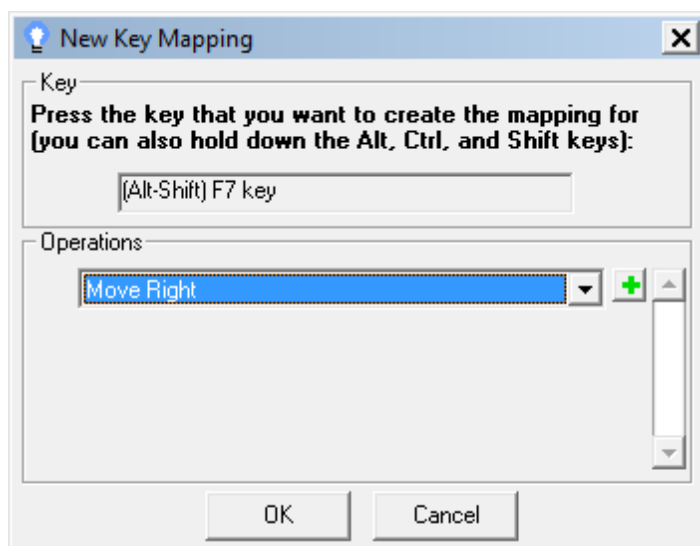 New Key Mapping
Key
Press the key that you want to create the mapping for
(you can also hold down the Alt, Ctrl, and Shift keys):
(Alt-Shift) F7 key
Operations
Move Right
OK Cancel